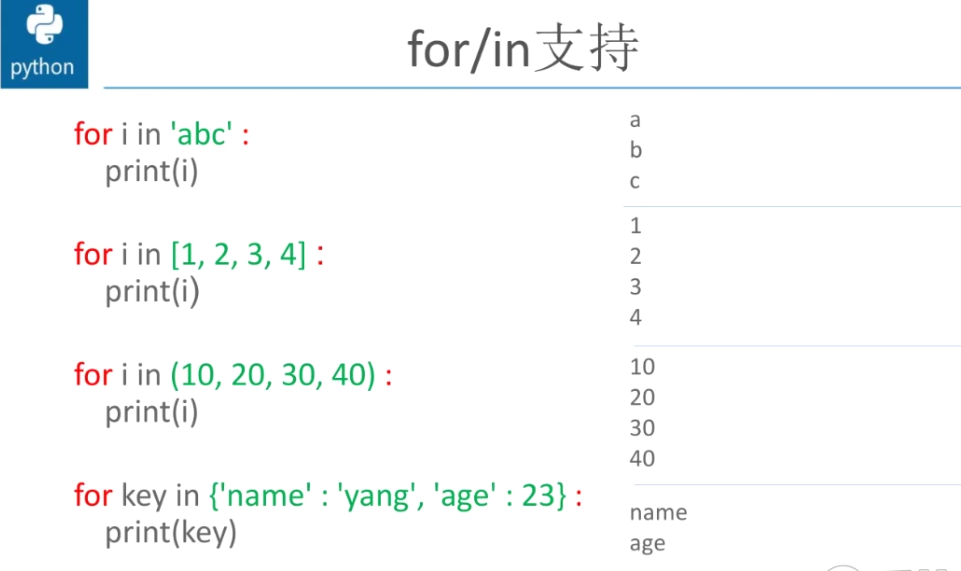 python
for/in支持
for i in 'abc' :
print(i)
a
b
c
for i in [1, 2, 3, 4] :
print(i)
1
2
3
4
for i in (10, 20, 30, 40) :
print(i)
10
20
30
40
for key in {'name' : 'yang', 'age' : 23} :
print(key)
name
age